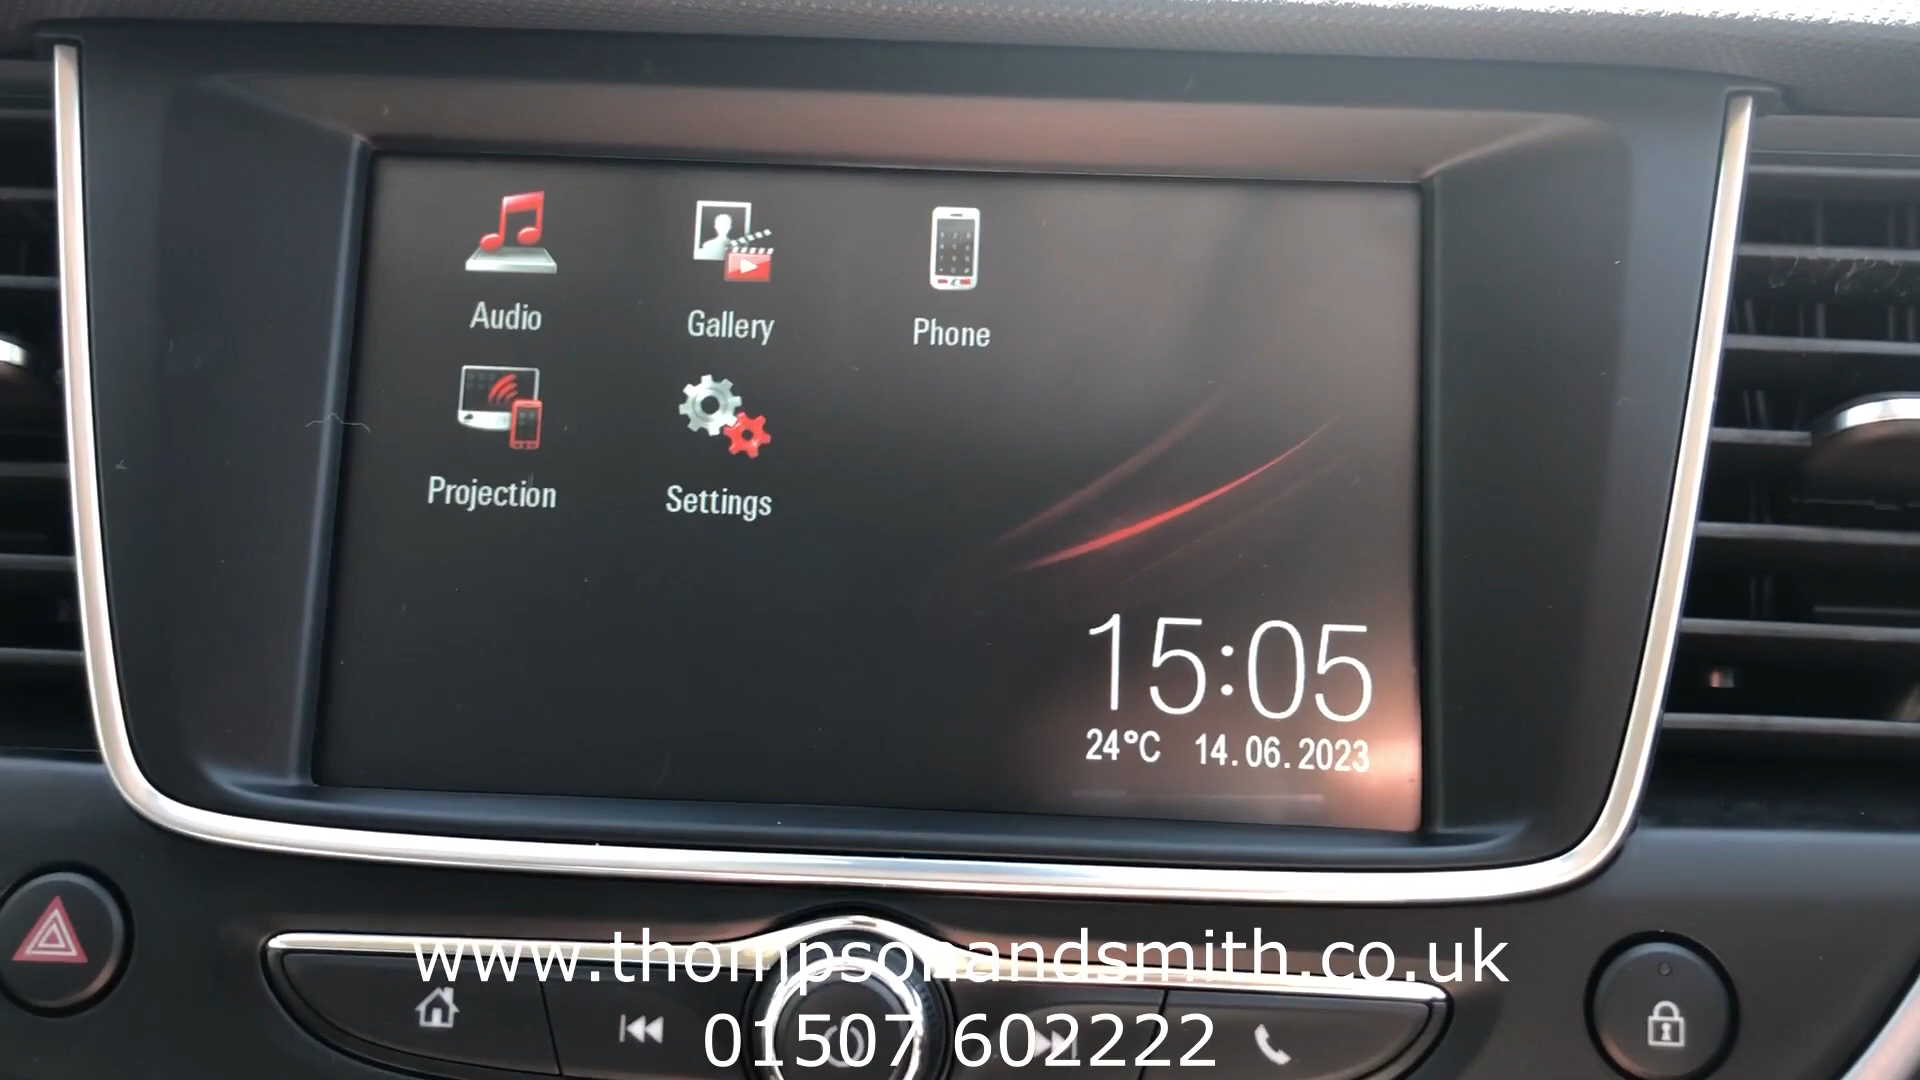 Audio
Gallery
Phone
Projection
Settings
15:05
24°C 14.06.2023
www.thompsonandsmith.co.uk
01507 602222